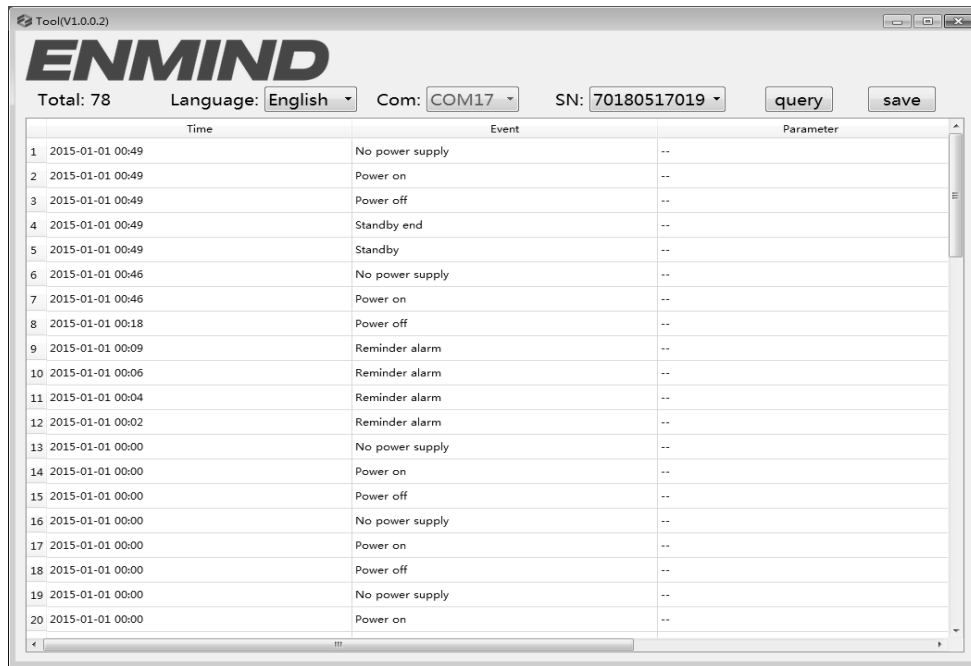 Tool(V1.0.0.2)
ENMIND
Total: 78 Language: English Com: COM17 SN: 70180517019 query save
Time Event Parameter
1 2015-01-01 00:49 No power supply --
2 2015-01-01 00:49 Power on --
3 2015-01-01 00:49 Power off --
4 2015-01-01 00:49 Standby end --
5 2015-01-01 00:49 Standby --
6 2015-01-01 00:46 No power supply --
7 2015-01-01 00:46 Power on --
8 2015-01-01 00:18 Power off --
9 2015-01-01 00:09 Reminder alarm --
10 2015-01-01 00:06 Reminder alarm --
11 2015-01-01 00:04 Reminder alarm --
12 2015-01-01 00:02 Reminder alarm --
13 2015-01-01 00:00 No power supply --
14 2015-01-01 00:00 Power on --
15 2015-01-01 00:00 Power off --
16 2015-01-01 00:00 No power supply --
17 2015-01-01 00:00 Power on --
18 2015-01-01 00:00 Power off --
19 2015-01-01 00:00 No power supply --
20 2015-01-01 00:00 Power on --